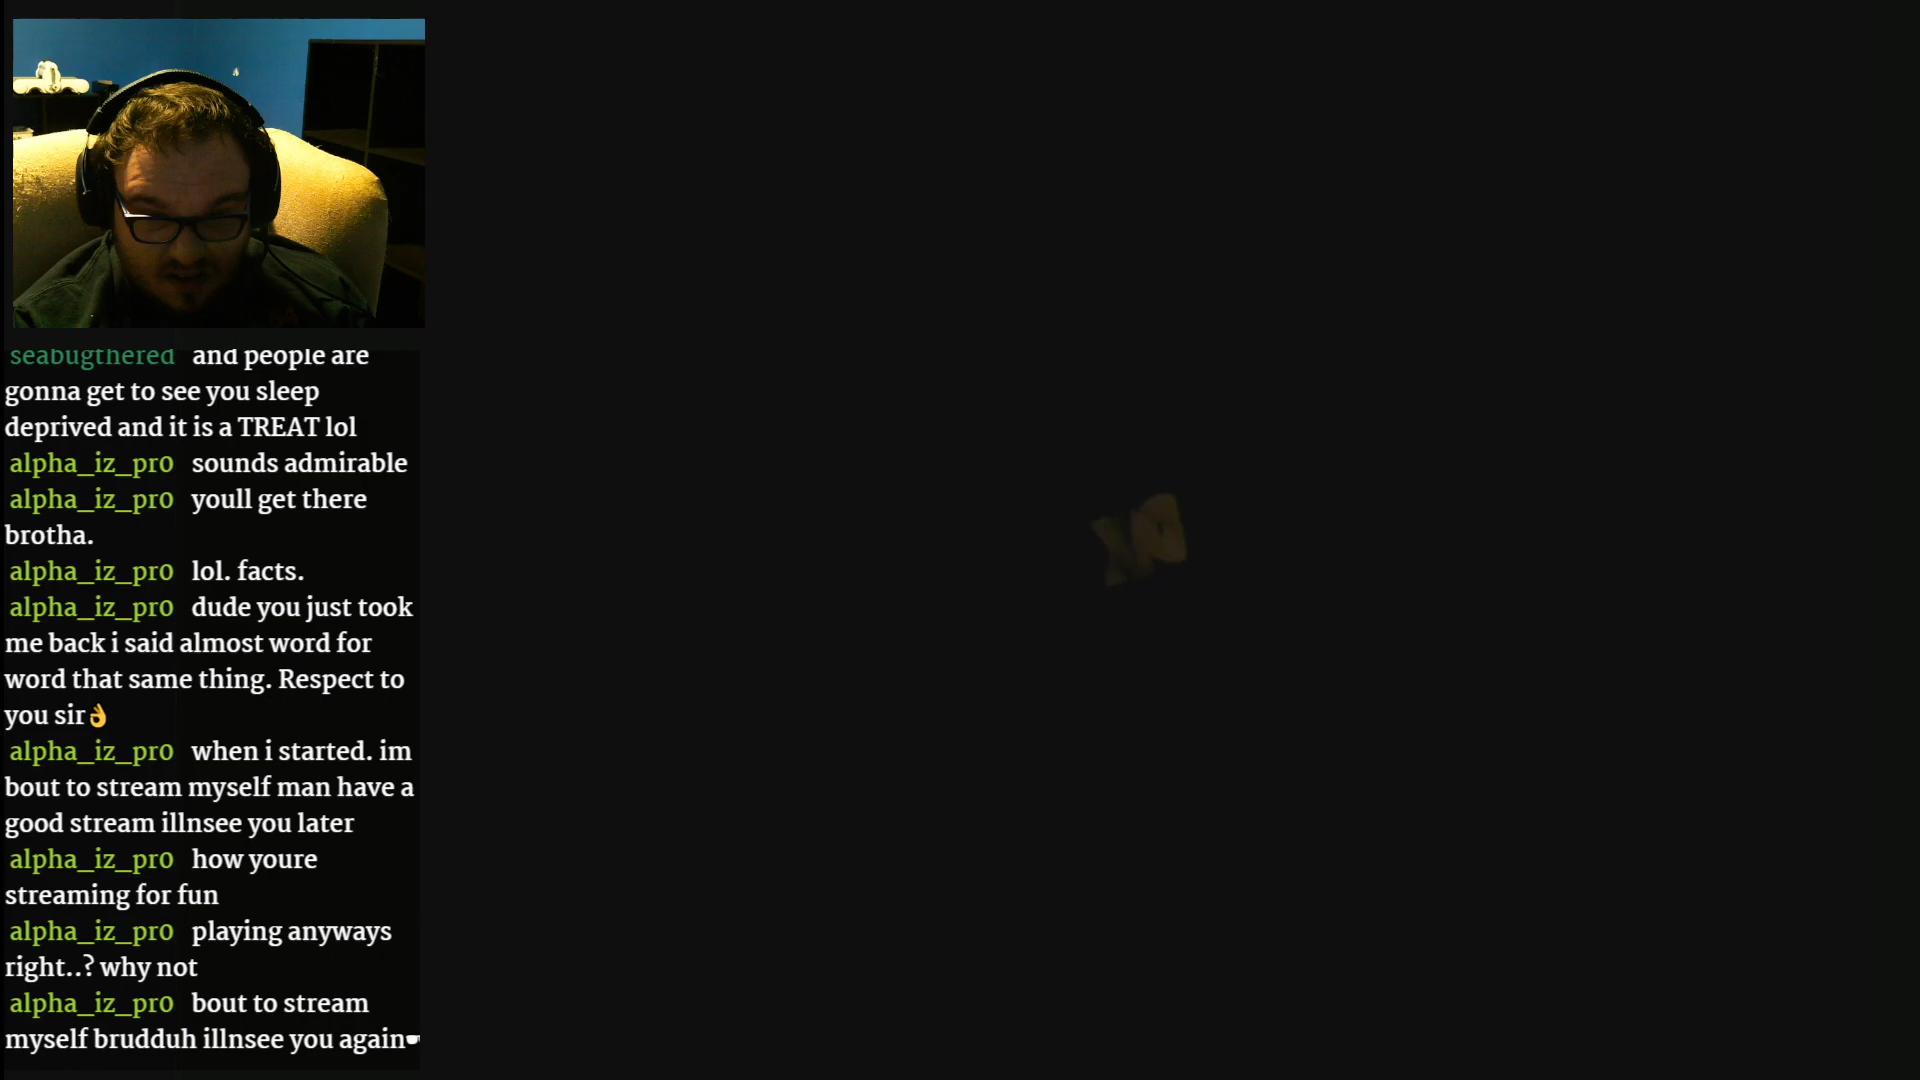 seabugthered and people are
gonna get to see you sleep
deprived and it is a TREAT lol
alpha_iz_pr0 sounds admirable
alpha_iz_pr0 youll get there
brotha.
alpha_iz_pr0 lol. facts.
alpha_iz_pr0 dude you just took
me back i said almost word for
word that same thing. Respect to
you sir👌
alpha_iz_pr0 when i started. im
bout to stream myself man have a
good stream illnsee you later
alpha_iz_pr0 how youre
streaming for fun
alpha_iz_pr0 playing anyways
right..? why not
alpha_iz_pr0 bout to stream
myself brudduh illnsee you again